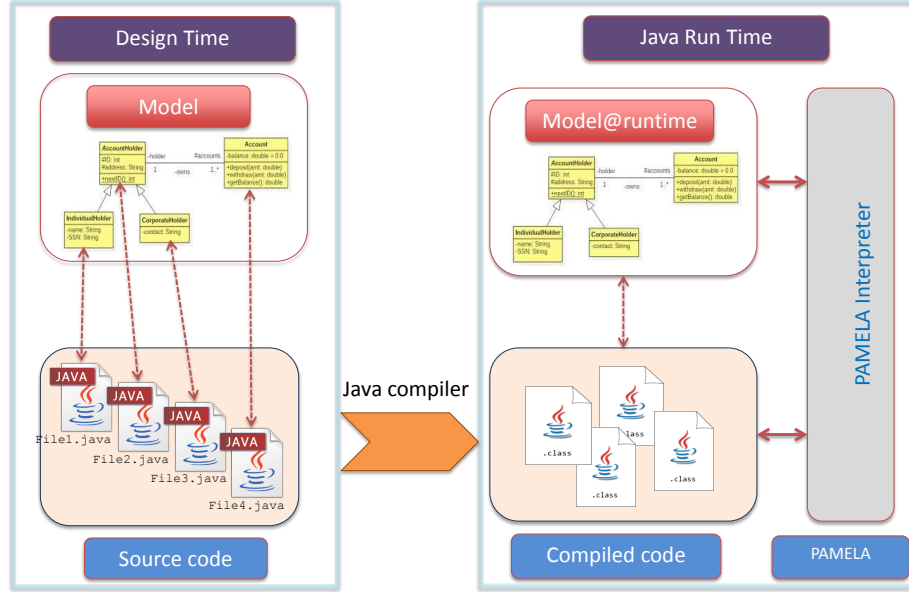 Design Time
Model
AccountHolder
#ID: int
#address: String
+nextID(): int
-holder
#accounts
1
-owns
1..*
Account
-balance: double = 0.0
+deposit(amt: double)
+withdraw(amt: double)
+getBalance(): double
IndividualHolder
-name: String
-SSN: String
CorporateHolder
-contact: String
JAVA
File1.java
JAVA
File2.java
JAVA
File3.java
JAVA
File4.java
Source code
Java compiler
Java Run Time
Model@runtime
AccountHolder
#ID: int
#address: String
+nextID(): int
-holder
#accounts
1
-owns
1..*
Account
-balance: double = 0.0
+deposit(amt: double)
+withdraw(amt: double)
+getBalance(): double
IndividualHolder
-name: String
-SSN: String
CorporateHolder
-contact: String
.class
.class
.class
.class
Compiled code
PAMELA Interpreter
PAMELA